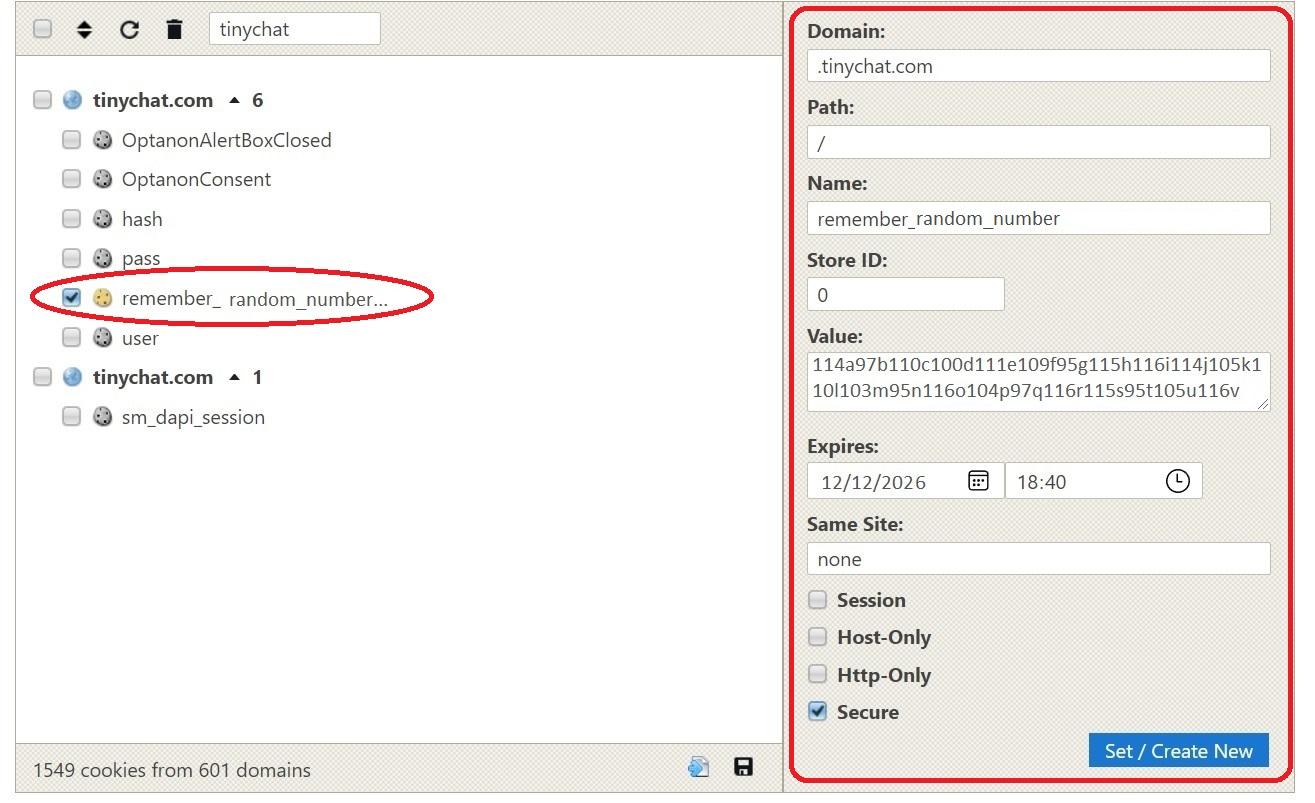 tinychat
tinychat.com 6
OptanonAlertBoxClosed
OptanonConsent
hash
pass
remember_ random_number...
user
tinychat.com 1
sm_dapi_session
1549 cookies from 601 domains
Domain:
.tinychat.com
Path:
/
Name:
remember_random_number
Store ID:
0
Value:
114a97b110c100d111e109f95g115h116i114j105k1
10l103m95n116o104p97q116r115s95t105u116v
Expires:
12/12/2026 18:40
Same Site:
none
Session
Host-Only
Http-Only
Secure
Set / Create New